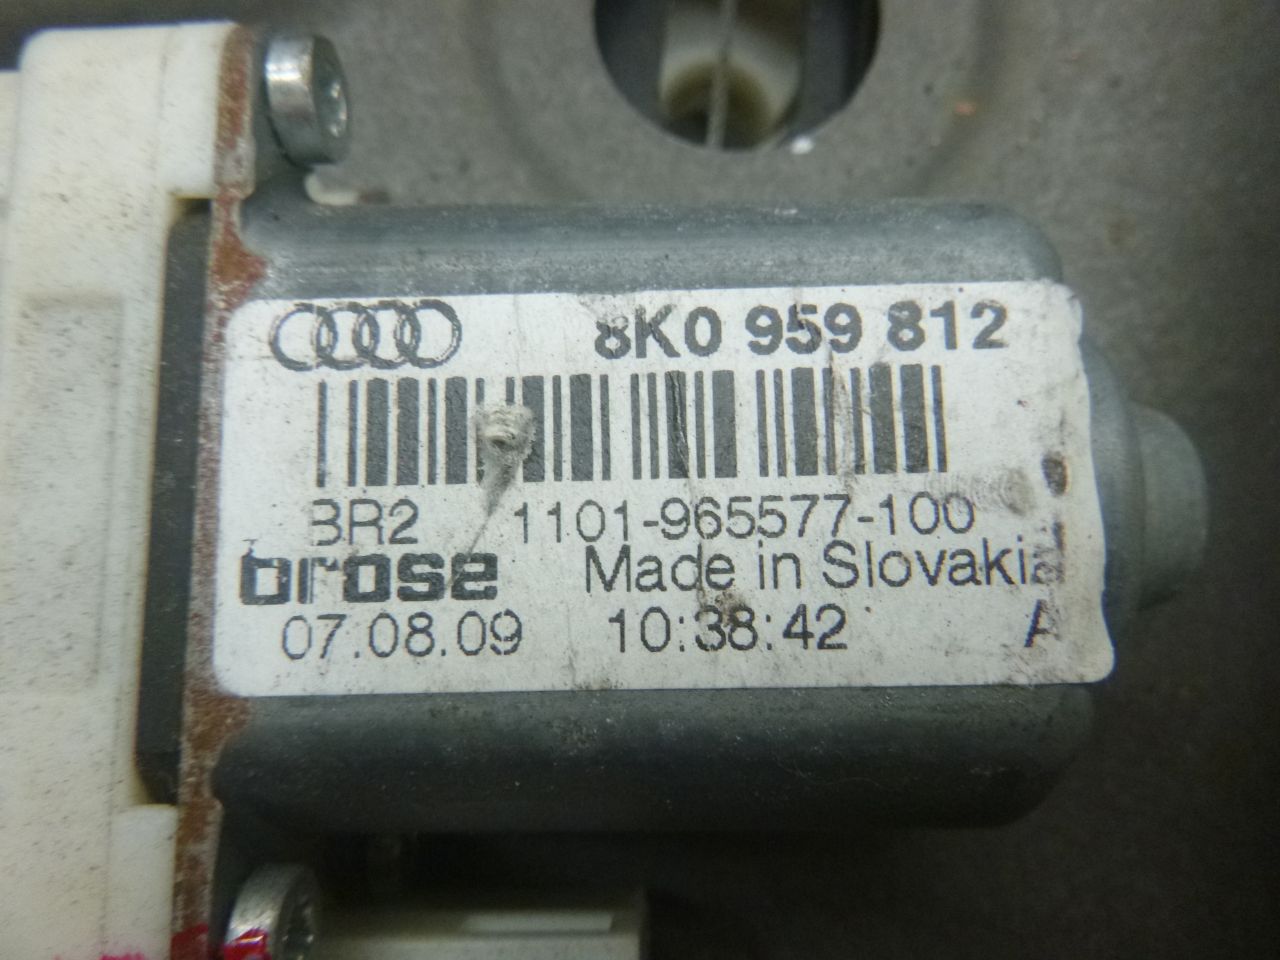 8K0 959 812
BR2 1101-965577-100
brose Made in Slovakia
07.08.09 10:38:42 A